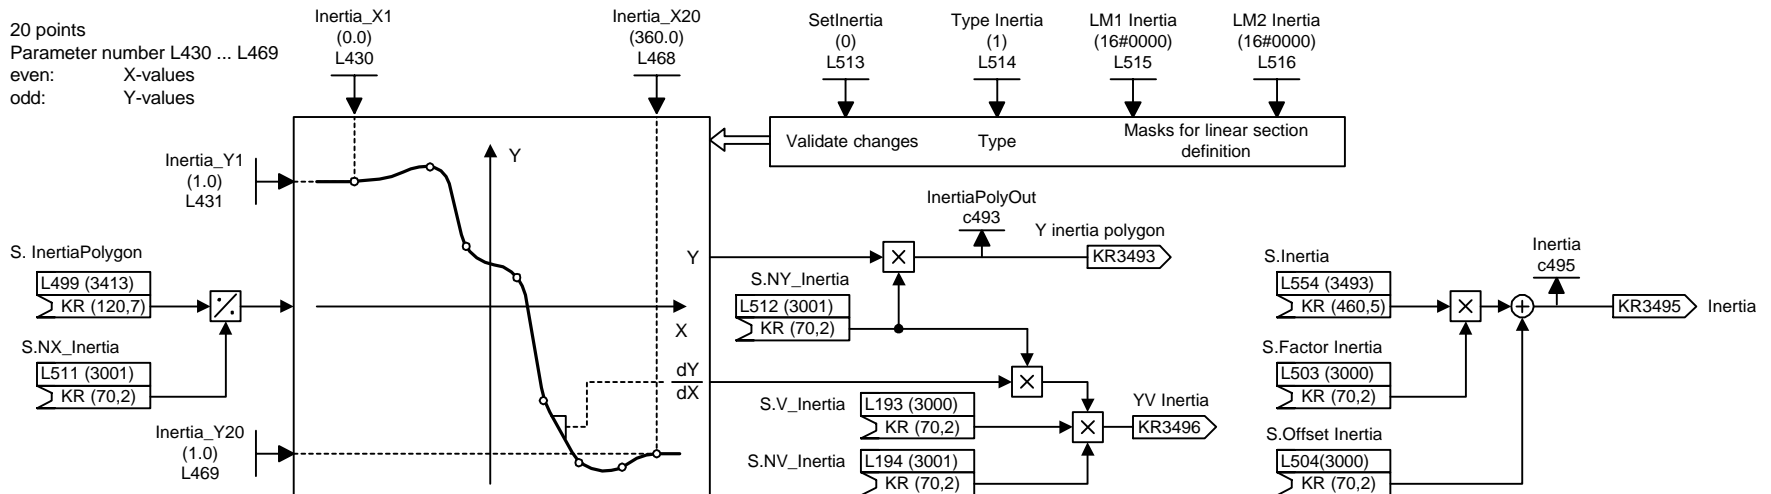 20 points
Parameter number L430 ... L469
even: X-values
odd: Y-values
Inertia_X1
(0.0)
L430
Inertia_X20
(360.0)
L468
SetInertia
(0)
L513
Type Inertia
(1)
L514
LM1 Inertia
(16#0000)
L515
LM2 Inertia
(16#0000)
L516
Validate changes
Type
Masks for linear section
definition
Inertia_Y1
(1.0)
L431
Y
S. InertiaPolygon
L499 (3413)
KR (120,7)
S.NX_Inertia
L511 (3001)
KR (70,2)
Inertia_Y20
(1.0)
L469
Y
X
dY
dX
InertiaPolyOut
c493
Y inertia polygon
KR3493
S.NY_Inertia
L512 (3001)
KR (70,2)
S.V_Inertia
L193 (3000)
KR (70,2)
S.NV_Inertia
L194 (3001)
KR (70,2)
YV Inertia
KR3496
S.Inertia
L554 (3493)
KR (460,5)
S.Factor Inertia
L503 (3000)
KR (70,2)
S.Offset Inertia
L504(3000)
KR (70,2)
Inertia
c495
KR3495
Inertia